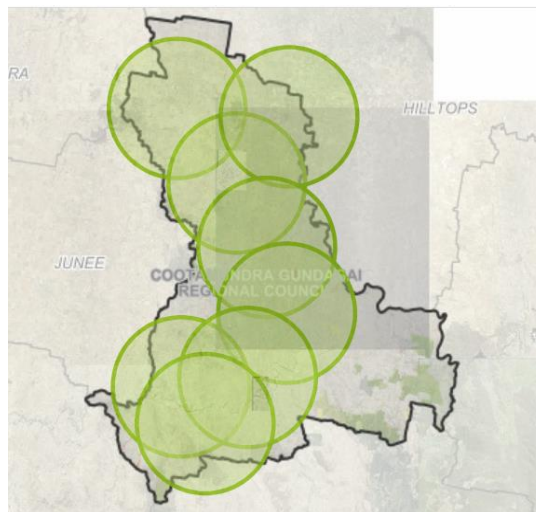 RA
HILLTOPS
JUNEE
COOTAMUNDRA GUNDAGAI
REGIONAL COUNCIL